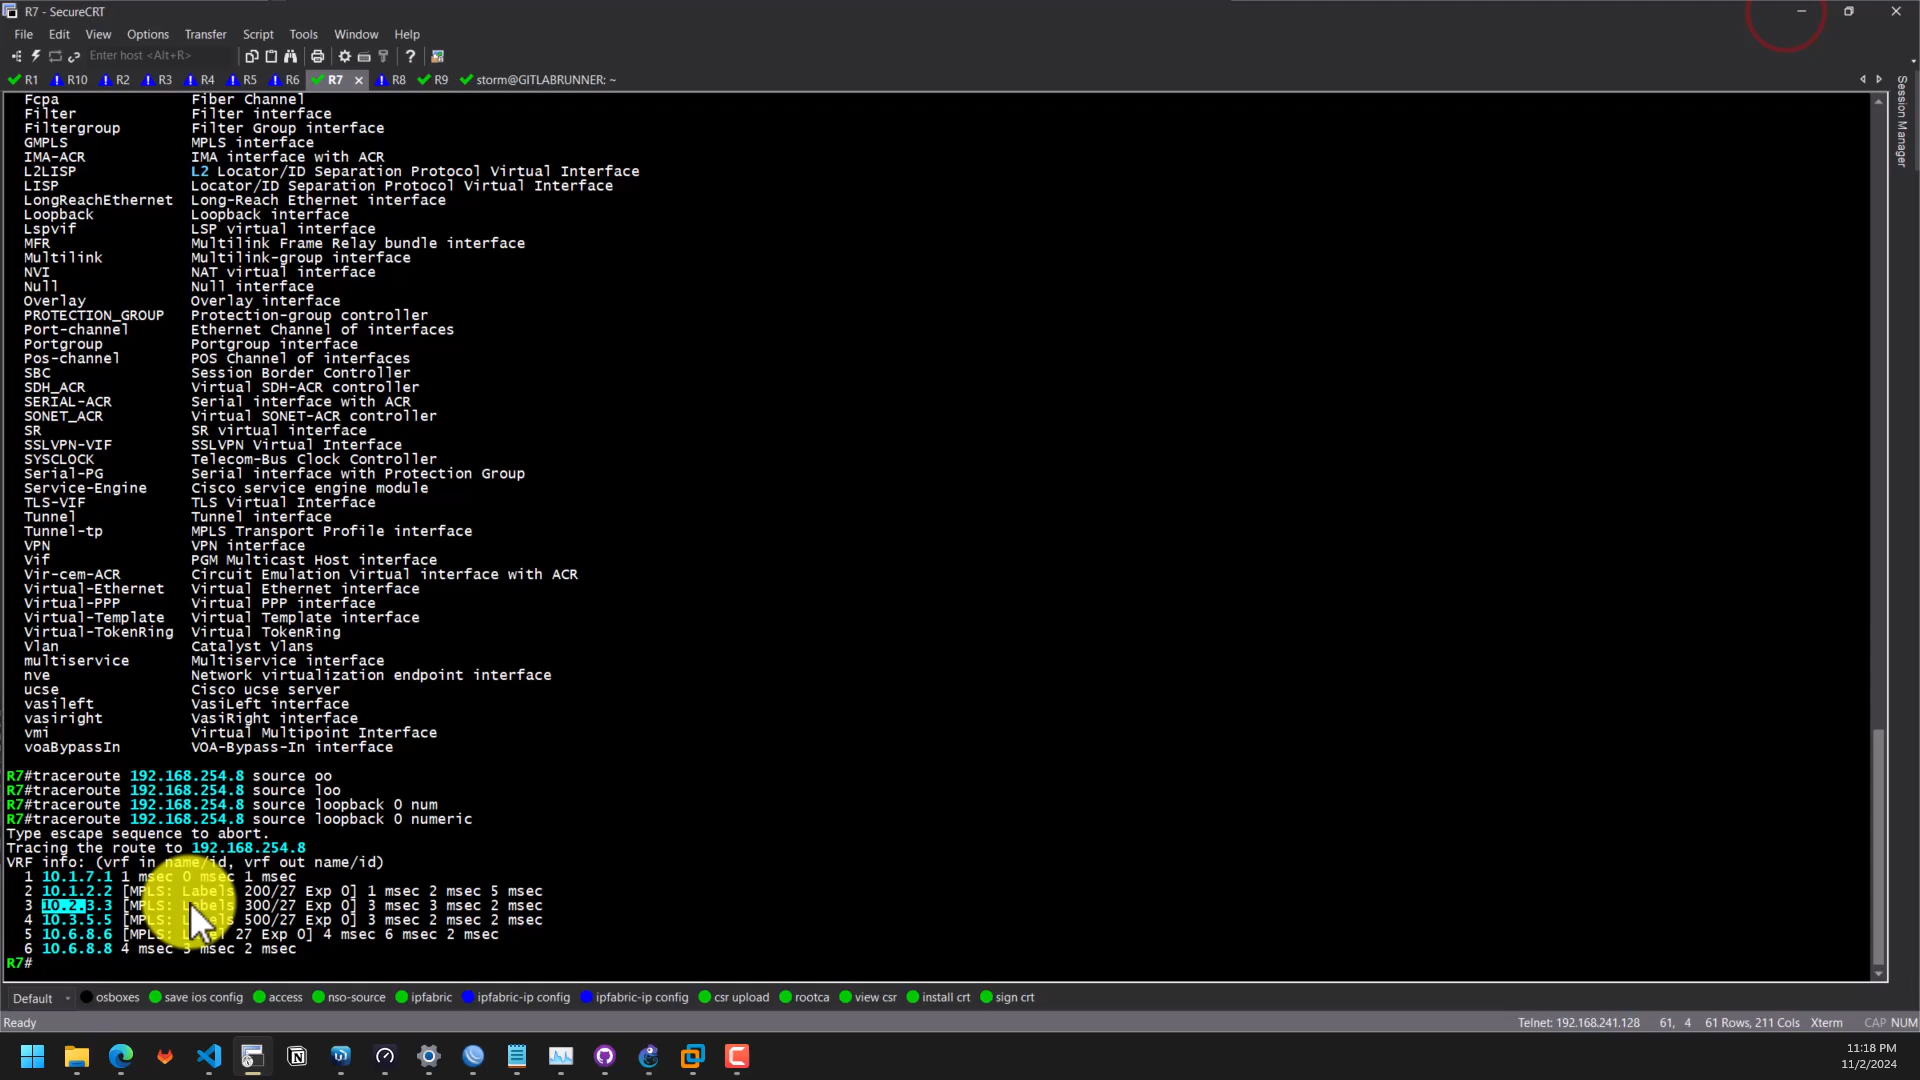 R7 - SecureCRT
File Edit View Options Transfer Script Tools Window Help
Enter host <Alt+R>
R1 R10 R2 R3 R4 R5 R6 R7 R8 R9 storm@GITLABRUNNER: ~
Session Manager
Fcpa Fiber Channel
Filter Filter interface
Filtergroup Filter Group interface
GMPLS MPLS interface
IMA-ACR IMA interface with ACR
L2LISP L2 Locator/ID Separation Protocol Virtual Interface
LISP Locator/ID Separation Protocol Virtual Interface
LongReachEthernet Long-Reach Ethernet interface
Loopback Loopback interface
Lspvif LSP virtual interface
MFR Multilink Frame Relay bundle interface
Multilink Multilink-group interface
NVI NAT virtual interface
Null Null interface
Overlay Overlay interface
PROTECTION_GROUP Protection-group controller
Port-channel Ethernet Channel of interfaces
Portgroup Portgroup interface
Pos-channel POS Channel of interfaces
SBC Session Border Controller
SDH_ACR Virtual SDH-ACR controller
SERIAL-ACR Serial interface with ACR
SONET_ACR Virtual SONET-ACR controller
SR SR virtual interface
SSLVPN-VIF SSLVPN Virtual Interface
SYSCLOCK Telecom-Bus Clock Controller
Serial-PG Serial interface with Protection Group
Service-Engine Cisco service engine module
TLS-VIF TLS Virtual Interface
Tunnel Tunnel interface
Tunnel-tp MPLS Transport Profile interface
VPN VPN interface
Vif PGM Multicast Host interface
Vir-cem-ACR Circuit Emulation Virtual interface with ACR
Virtual-Ethernet Virtual Ethernet interface
Virtual-PPP Virtual PPP interface
Virtual-Template Virtual Template interface
Virtual-TokenRing Virtual TokenRing
Vlan Catalyst Vlans
multiservice Multiservice interface
nve Network virtualization endpoint interface
ucse Cisco ucse server
vasileft VasiLeft interface
vasiright VasiRight interface
vmi Virtual Multipoint Interface
voaBypassIn VOA-Bypass-In interface
R7#traceroute 192.168.254.8 source oo
R7#traceroute 192.168.254.8 source loo
R7#traceroute 192.168.254.8 source loopback 0 num
R7#traceroute 192.168.254.8 source loopback 0 numeric
Type escape sequence to abort.
Tracing the route to 192.168.254.8
VRF info: (vrf in name/id, vrf out name/id)
1 10.1.7.1 1 msec 0 msec 1 msec
2 10.1.2.2 [MPLS: Labels 200/27 Exp 0] 1 msec 2 msec 5 msec
3 10.2.3.3 [MPLS: Labels 300/27 Exp 0] 3 msec 3 msec 2 msec
4 10.3.5.5 [MPLS: Labels 500/27 Exp 0] 3 msec 2 msec 2 msec
5 10.6.8.6 [MPLS: Label 27 Exp 0] 4 msec 6 msec 2 msec
6 10.6.8.8 4 msec 3 msec 2 msec
R7#
Default osboxes save ios config access nso-source ipfabric ipfabric-ip config ipfabric-ip config csr upload rootca view csr install crt sign crt
Ready Telnet: 192.168.241.128 61, 4 61 Rows, 211 Cols Xterm CAP NUM
11:18 PM
11/2/2024